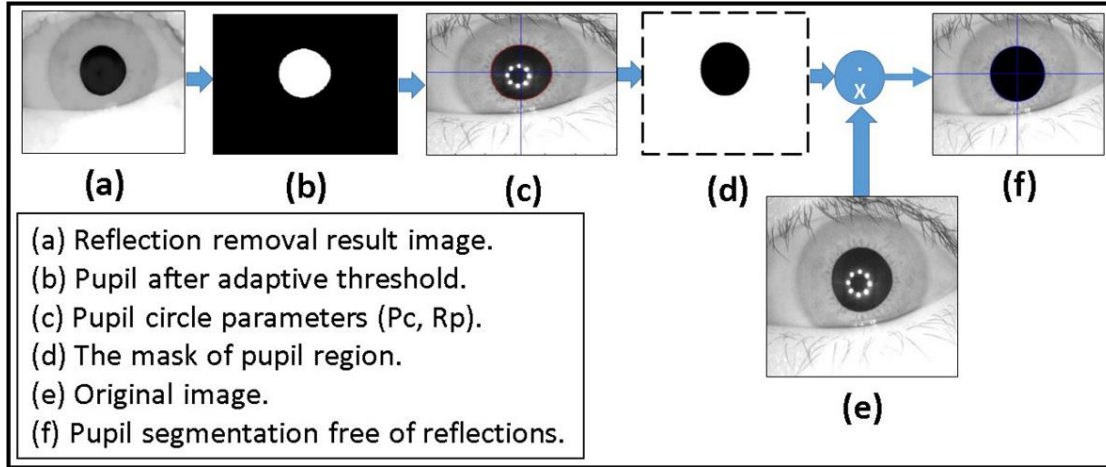 (a)
(b)
(c)
(d)
. X
(f)
(e)
(a) Reflection removal result image.
(b) Pupil after adaptive threshold.
(c) Pupil circle parameters (Pc, Rp).
(d) The mask of pupil region.
(e) Original image.
(f) Pupil segmentation free of reflections.